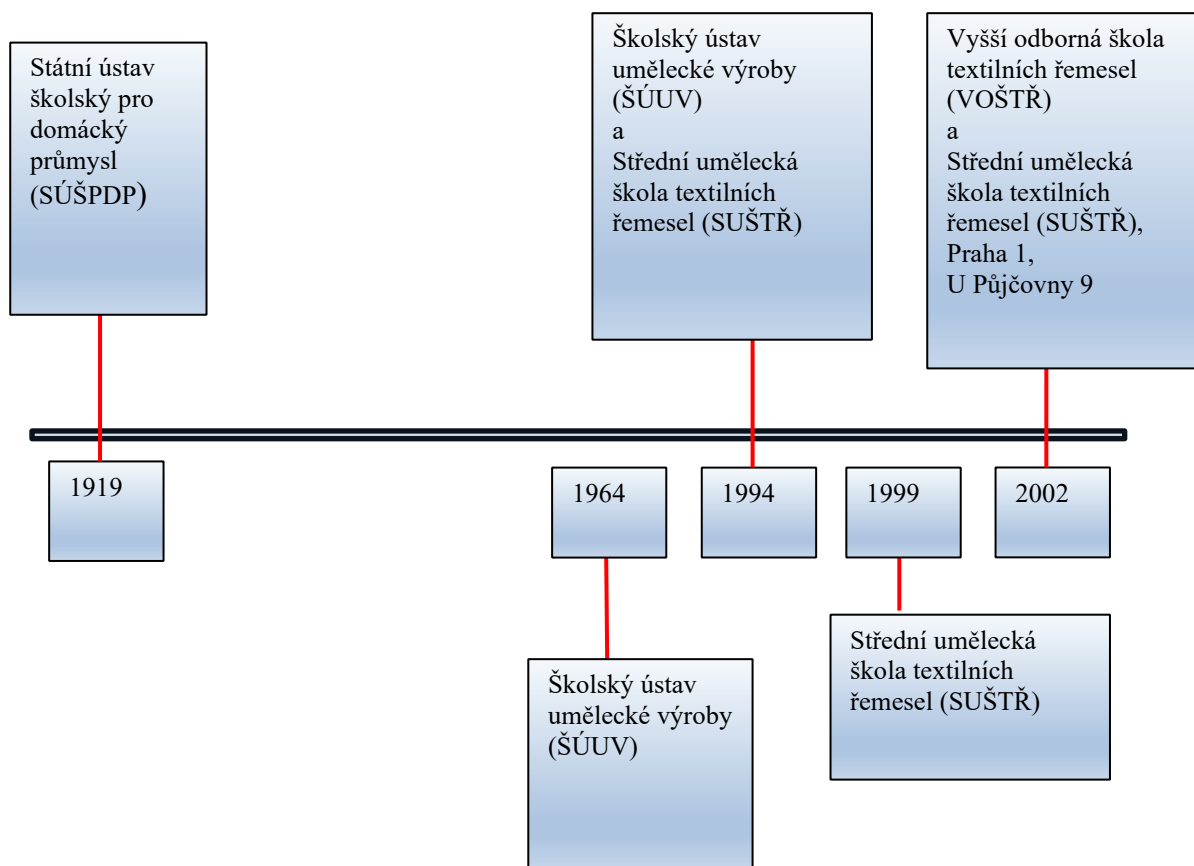 Státní ústav
školský pro
domácký
průmysl
(SÚŠPDP)
Školský ústav
umělecké výroby
(ŠÚUV)
a
Střední umělecká
škola textilních
řemesel (SUŠTŘ)
Vyšší odborná škola
textilních řemesel
(VOŠTŘ)
a
Střední umělecká
škola textilních
řemesel (SUŠTŘ),
Praha 1,
U Půjčovny 9
1919
1964
1994
1999
2002
Školský ústav
umělecké výroby
(ŠÚUV)
Střední umělecká
škola textilních
řemesel (SUŠTŘ)